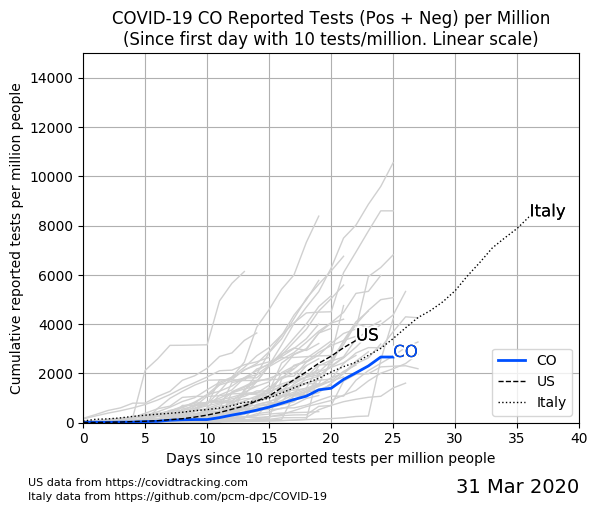 COVID-19 CO Reported Tests (Pos + Neg) per Million
(Since first day with 10 tests/million. Linear scale)
Cumulative reported tests per million people
14000
12000
10000
8000
6000
4000
2000
0
Italy
US
CO
CO
US
Italy
0 5 10 15 20 25 30 35 40
Days since 10 reported tests per million people
US data from https://covidtracking.com
Italy data from https://github.com/pcm-dpc/COVID-19
31 Mar 2020